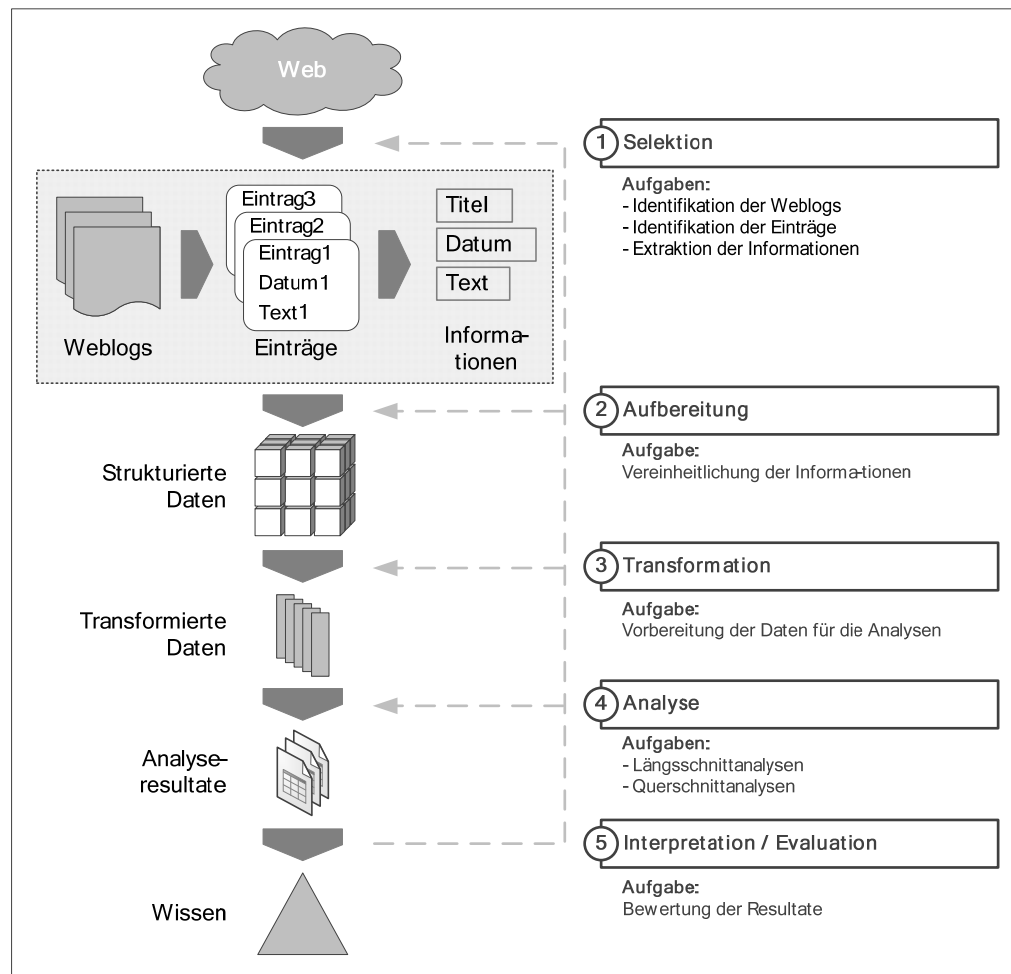 Web
1 Selektion
Aufgaben:
- Identifikation der Weblogs
- Identifikation der Einträge
- Extraktion der Informationen
Eintrag3
Eintrag2
Eintrag1
Datum1
Text1
Titel
Datum
Text
Weblogs
Einträge
Informa-
tionen
2 Aufbereitung
Aufgabe:
Vereinheitlichung der Informa-tionen
Strukturierte
Daten
3 Transformation
Aufgabe:
Vorbereitung der Daten für die Analysen
Transformierte
Daten
4 Analyse
Aufgaben:
- Längsschnittanalysen
- Querschnittanalysen
Analyse-
resultate
5 Interpretation / Evaluation
Aufgabe:
Bewertung der Resultate
Wissen